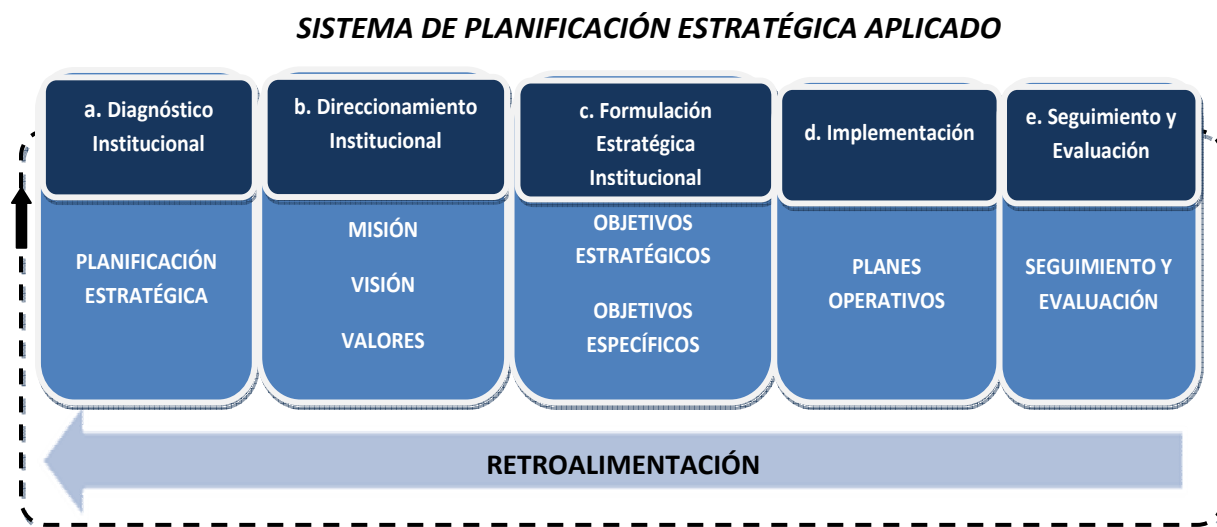 SISTEMA DE PLANIFICACIÓN ESTRATÉGICA APLICADO
a. Diagnóstico
Institucional
PLANIFICACIÓN
ESTRATÉGICA
b. Direccionamiento
Institucional
MISIÓN
VISIÓN
VALORES
c. Formulación
Estratégica
Institucional
OBJETIVOS
ESTRATÉGICOS
OBJETIVOS
ESPECÍFICOS
d. Implementación
PLANES
OPERATIVOS
e. Seguimiento y
Evaluación
SEGUIMIENTO Y
EVALUACIÓN
RETROALIMENTACIÓN